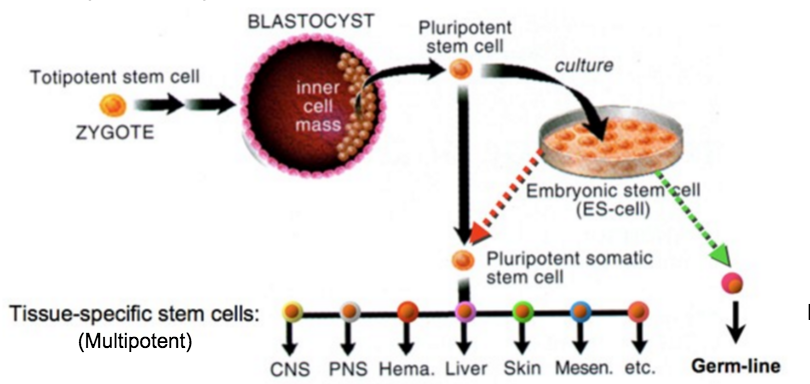 BLASTOCYST
Pluripotent
stem cell
culture
Totipotent stem cell
ZYGOTE
inner
cell
mass
Embryonic stem cell
(ES-cell)
Pluripotent somatic
stem cell
Tissue-specific stem cells:
(Multipotent)
CNS PNS Hema. Liver Skin Mesen. etc.
Germ-line